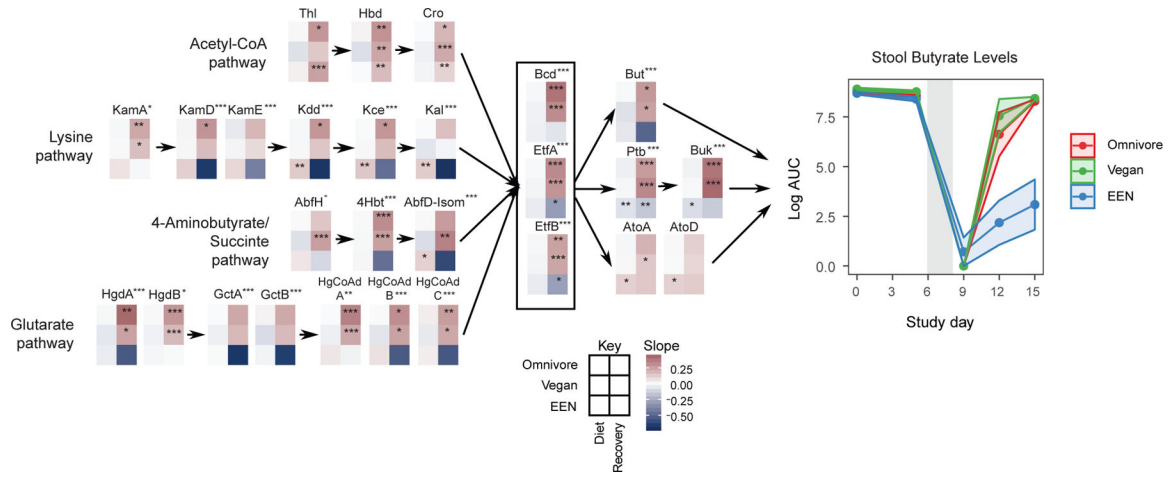 Thl Hbd Cro
* ** *
** ***
*** ** **
Acetyl-CoA
pathway
KamA* KamD*** KamE*** Kdd*** Kce*** Kal***
** * * *
*
** ** **
Lysine
pathway
AbfH* 4Hbt*** AbfD-Isom***
***
*** *** **
*
4-Aminobutyrate/
Succinte
pathway
HgdA*** HgdB* GctA*** GctB*** HgCoAd
A** HgCoAd
B*** HgCoAd
C***
** *** *** * **
* *** *** * *
Glutarate
pathway
Bcd***
***
***
EtfA***
***
***
*
EtfB***
**
***
*
But***
*
*
Ptb*** Buk***
*** ***
*** ***
** ** *
AtoA AtoD
*
* *
Key
Omnivore
Vegan
EEN
Diet
Recovery
Slope
0.25
0.00
-0.25
-0.50
Stool Butyrate Levels
Log AUC
7.5
5.0
2.5
0.0
0 3 6 9 12 15
Study day
Omnivore
Vegan
EEN